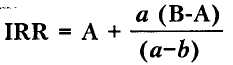 IRR = A + a (B-A) / (a–b)